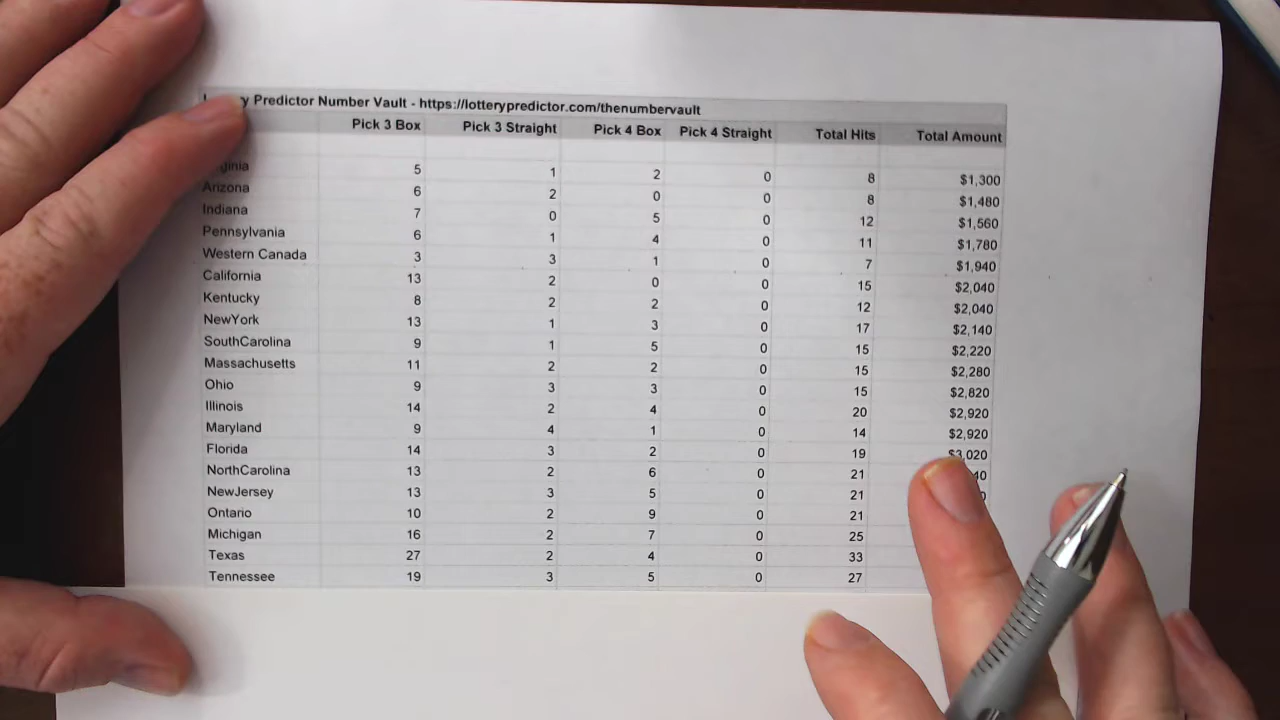 Predictor Number Vault - https://lotterypredictor.com/thenumbervault
Pick 3 Box Pick 3 Straight Pick 4 Box Pick 4 Straight Total Hits Total Amount
5 1 2 0 8 $1,300
Arizona 6 2 0 0 8 $1,480
Indiana 7 0 5 0 12 $1,560
Pennsylvania 6 1 4 0 11 $1,780
Western Canada 3 3 1 0 7 $1,940
California 13 2 0 0 15 $2,040
Kentucky 8 2 2 0 12 $2,040
NewYork 13 1 3 0 17 $2,140
SouthCarolina 9 1 5 0 15 $2,220
Massachusetts 11 2 2 0 15 $2,280
Ohio 9 3 3 0 15 $2,820
Illinois 14 2 4 0 20 $2,920
Maryland 9 4 1 0 14 $2,920
Florida 14 3 2 0 19 $3,020
NorthCarolina 13 2 6 0 21
NewJersey 13 3 5 0 21
Ontario 10 2 9 0 21
Michigan 16 2 7 0 25
Texas 27 2 4 0 33
Tennessee 19 3 5 0 27